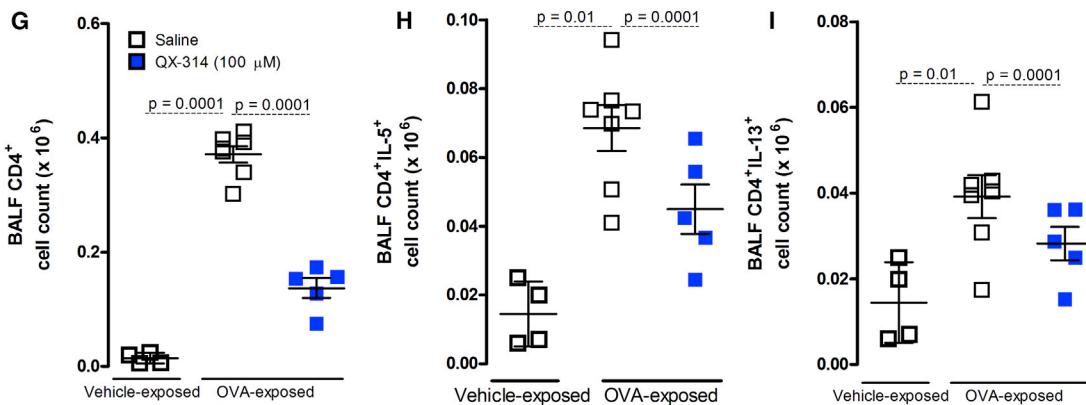 G
BALF CD4⁺
cell count (x 10⁶)
0.6
0.4
0.2
0.0
Saline
QX-314 (100 μM)
p = 0.0001 p = 0.0001
Vehicle-exposed OVA-exposed
H
BALF CD4⁺IL-5⁺
cell count (x 10⁶)
0.10
0.08
0.06
0.04
0.02
0.00
p = 0.01 p = 0.0001
Vehicle-exposed OVA-exposed
I
BALF CD4⁺IL-13⁺
cell count (x 10⁶)
0.08
0.06
0.04
0.02
0.00
p = 0.01 p = 0.0001
Vehicle-exposed OVA-exposed